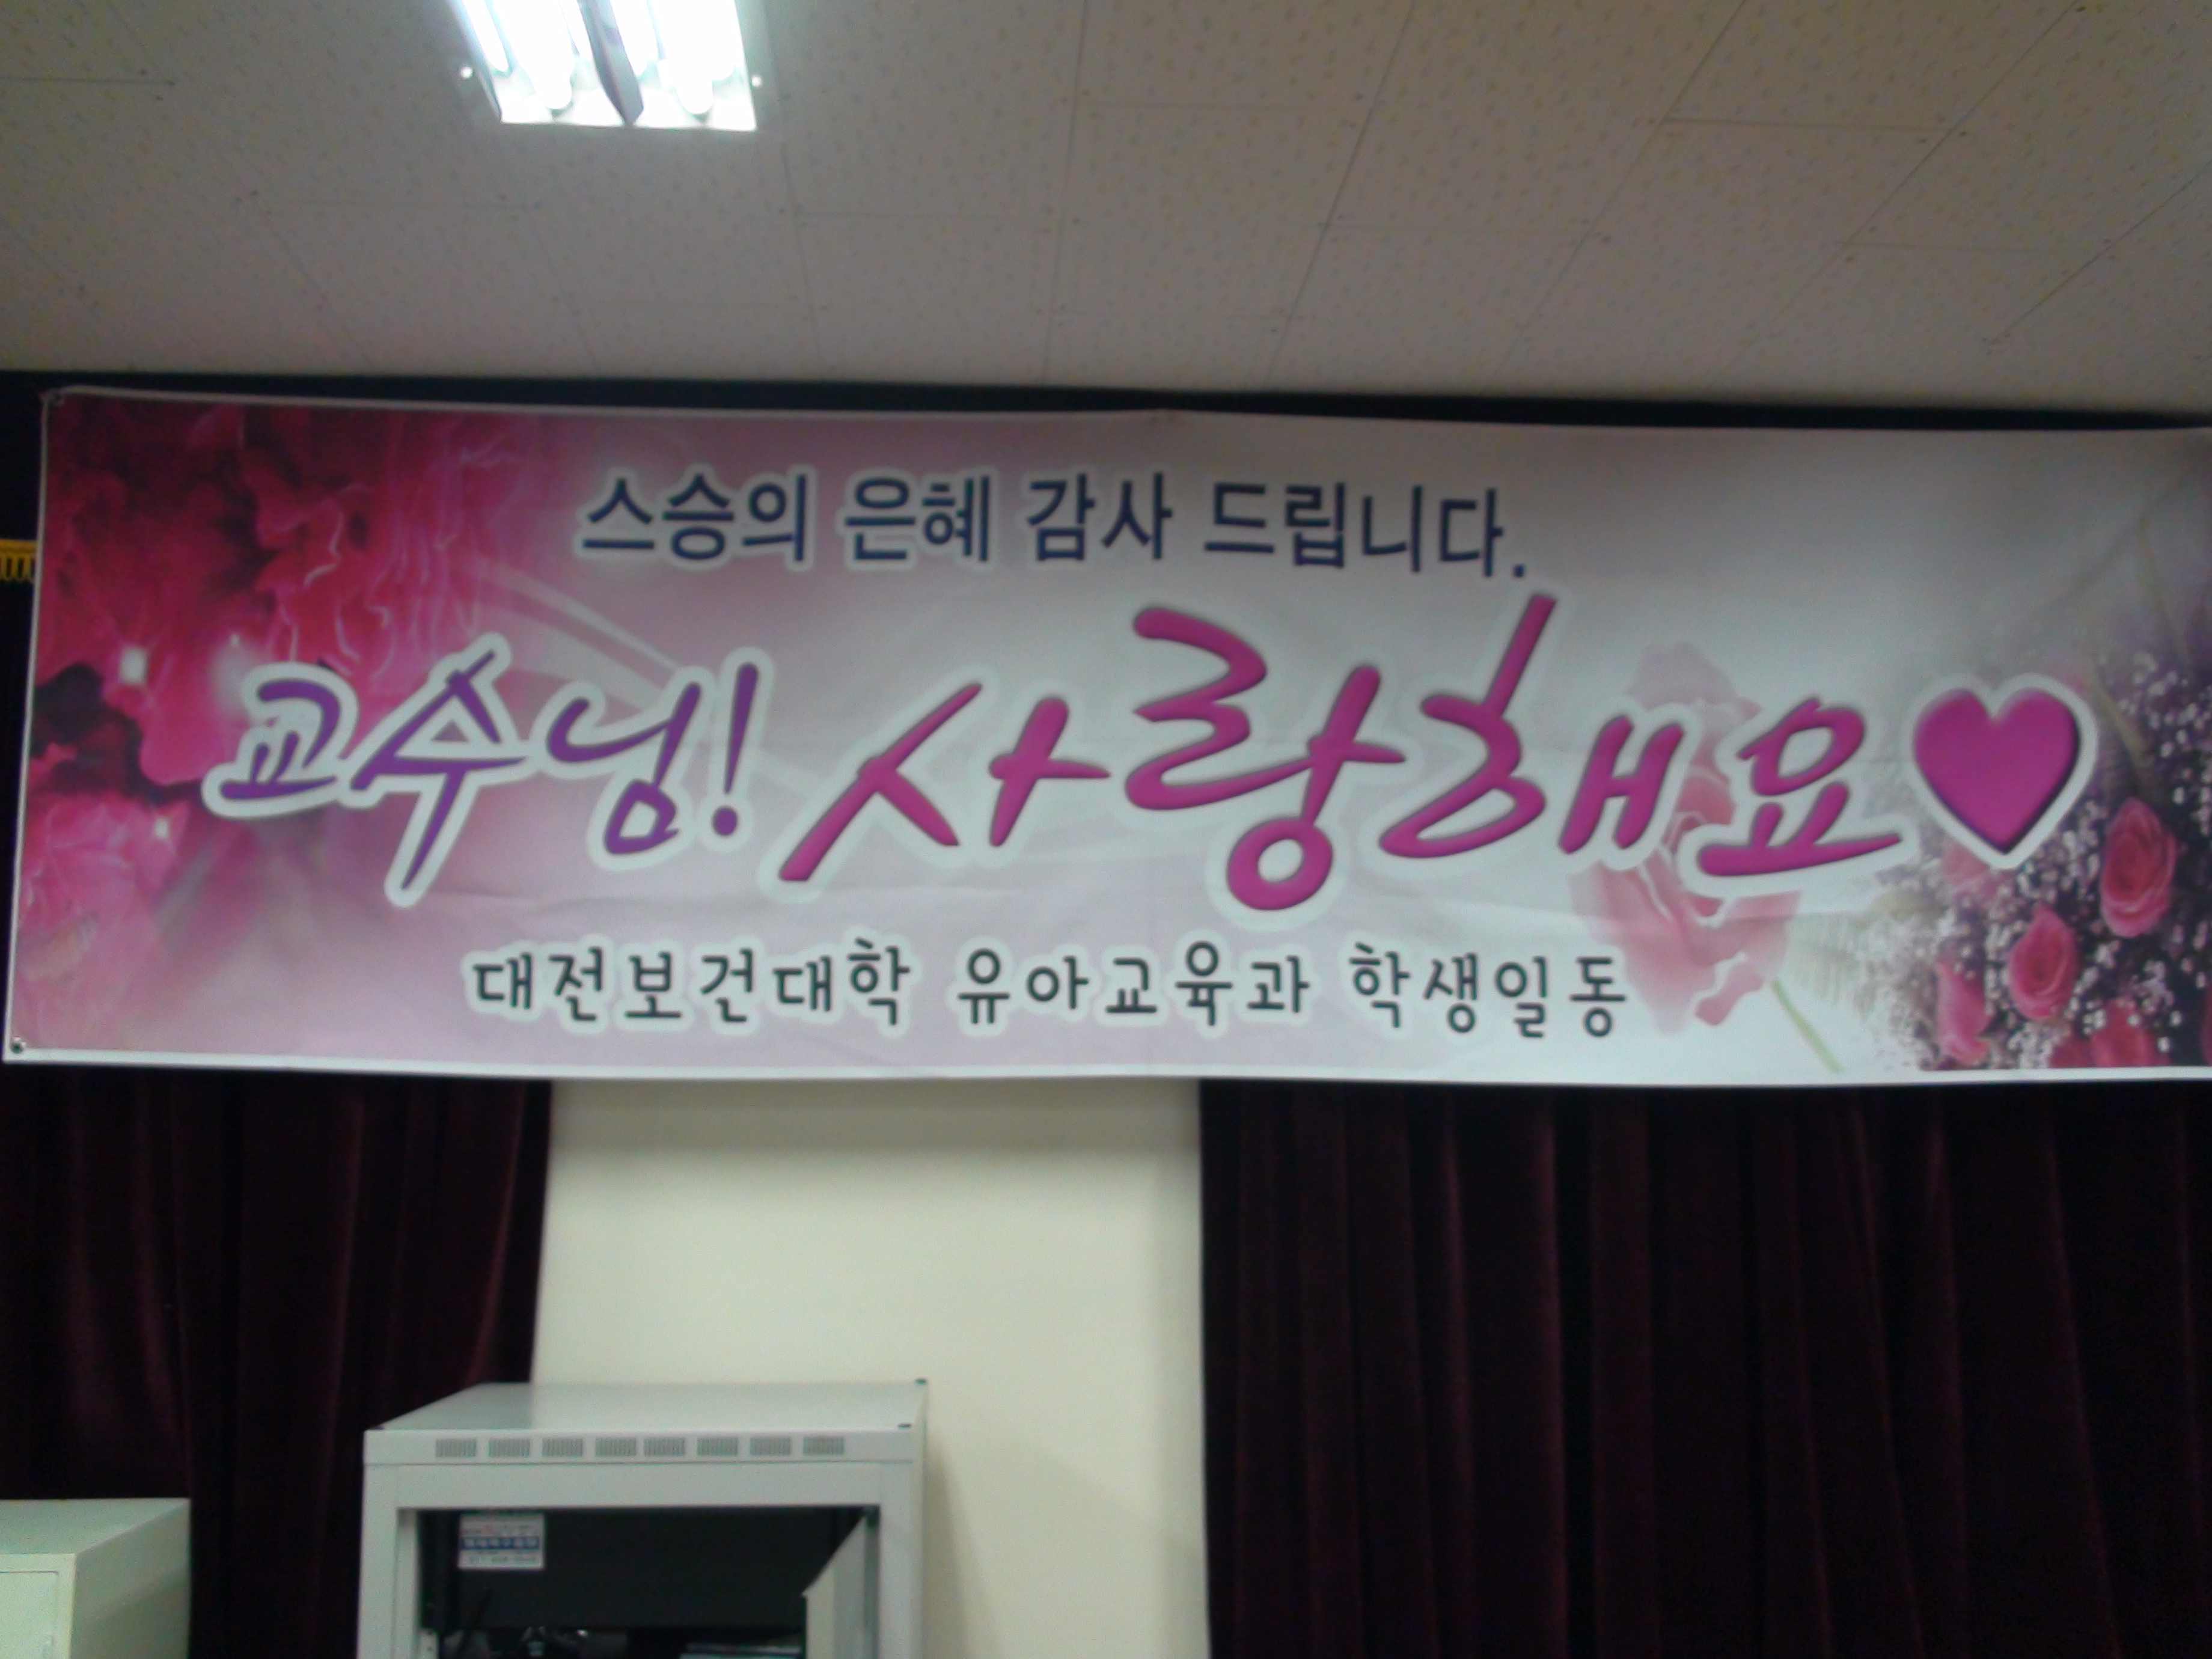 스승의 은혜 감사 드립니다.
교수님! 사랑해요♥
대전보건대학 유아교육과 학생일동